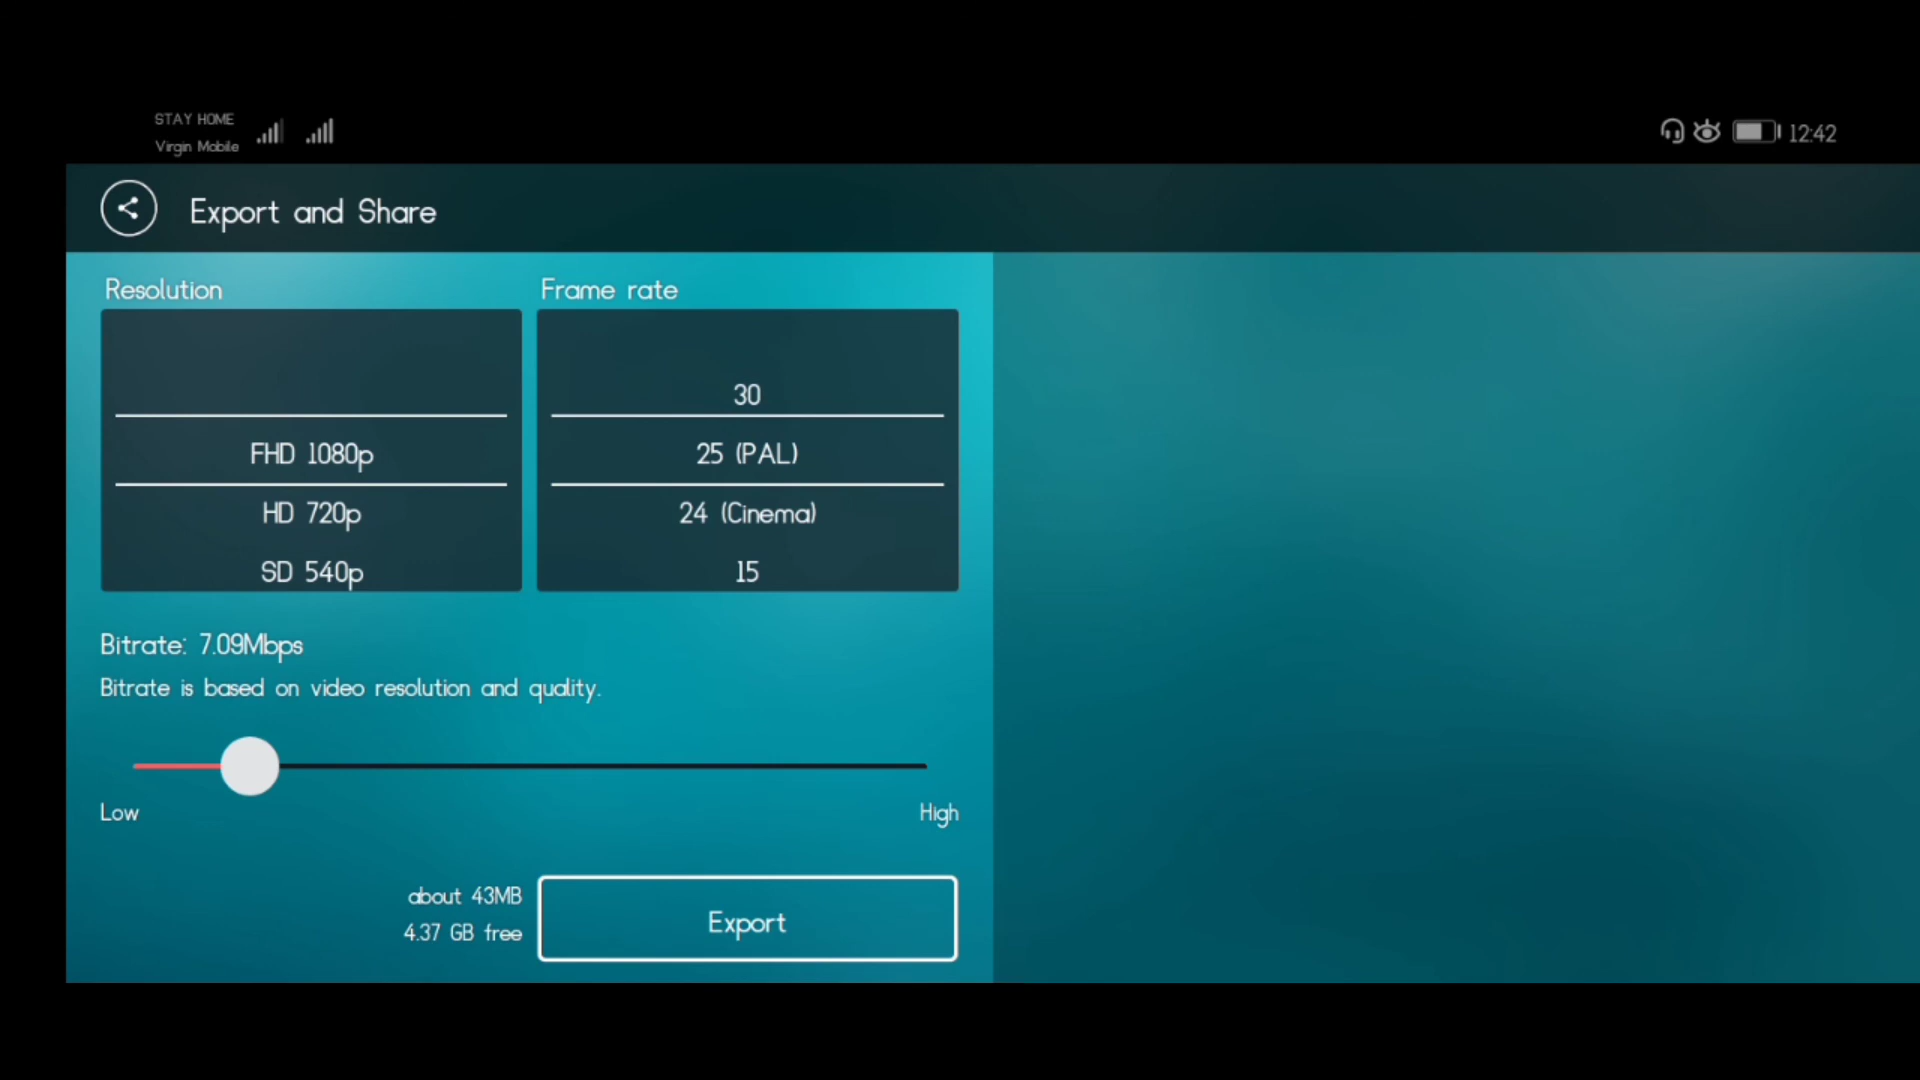 STAY HOME
Virgin Mobile
12:42
Export and Share
Resolution
FHD 1080p
HD 720p
SD 540p
Frame rate
30
25 (PAL)
24 (Cinema)
15
Bitrate: 7.09Mbps
Bitrate is based on video resolution and quality.
Low
High
about 43MB
4.37 GB free
Export